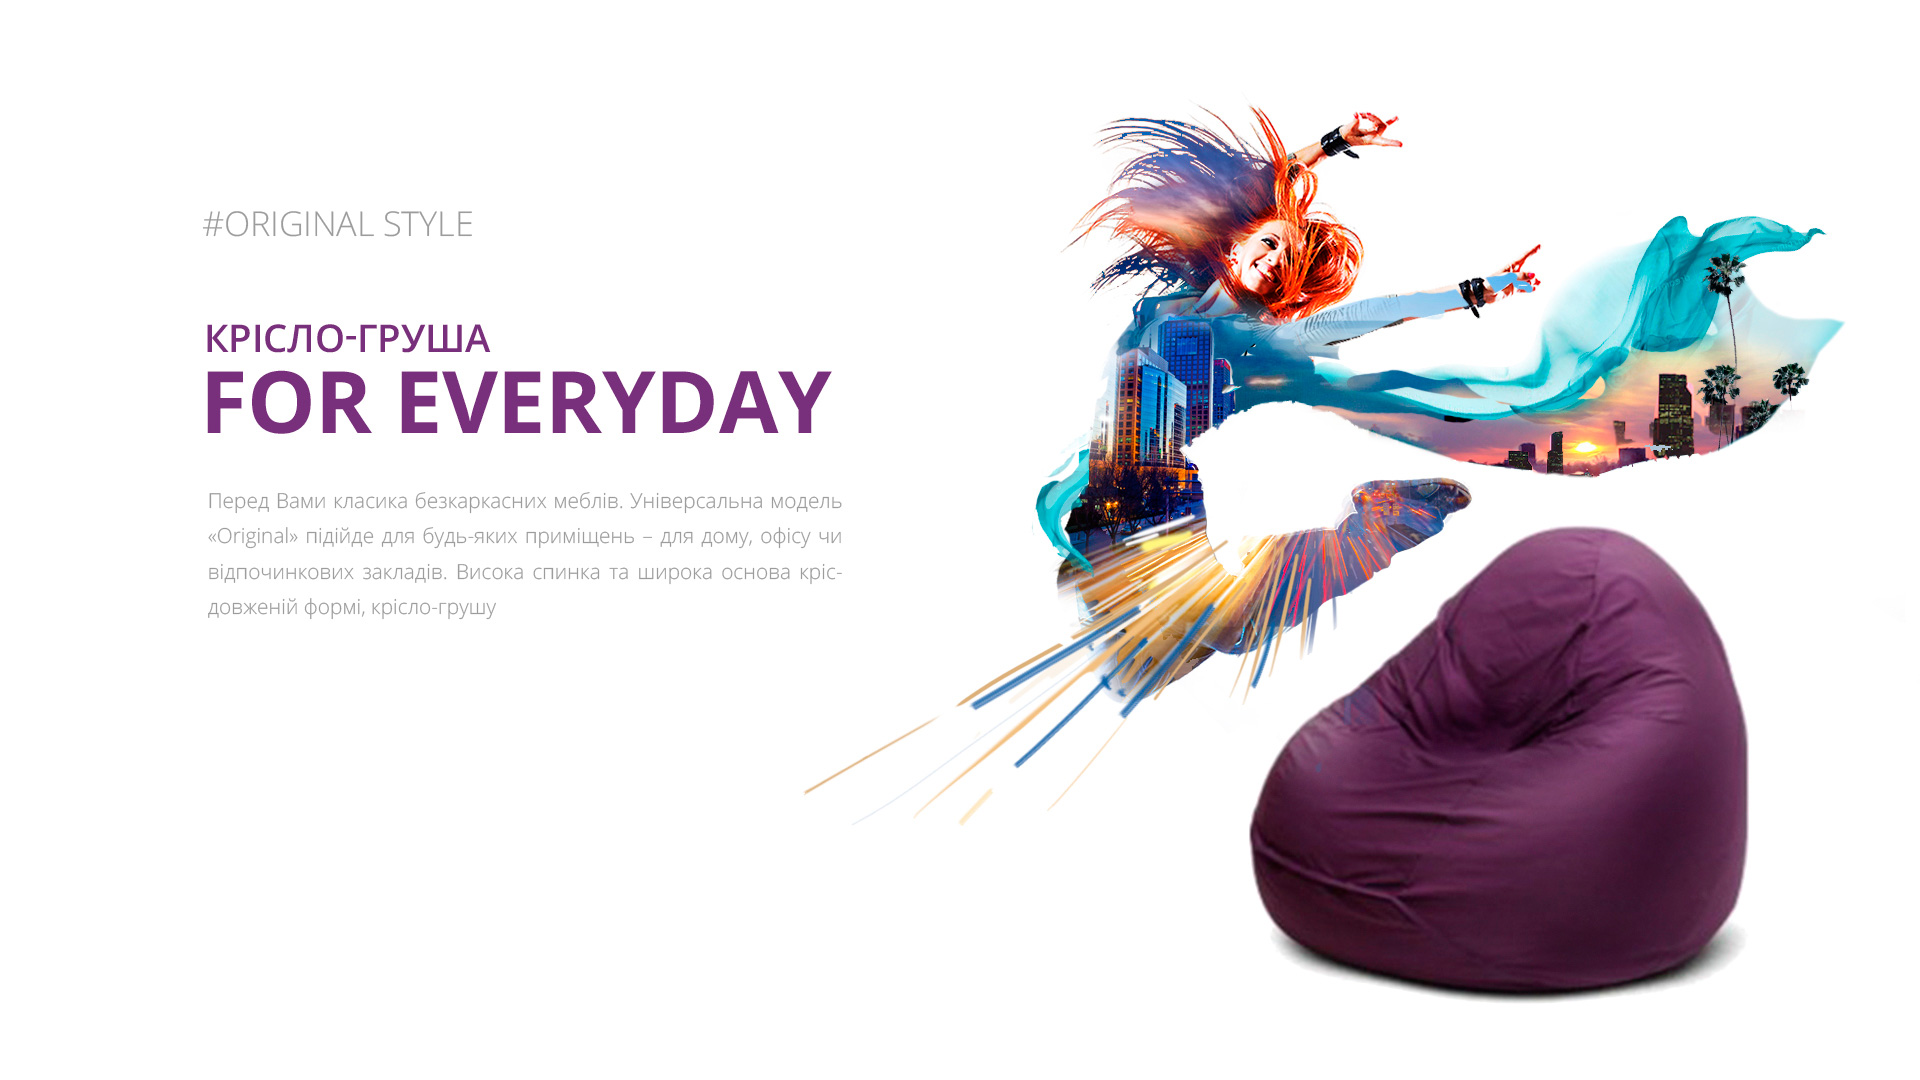 #ORIGINAL STYLE
КРІСЛО-ГРУША
FOR EVERYDAY
Перед Вами класика безкаркасних меблів. Універсальна модель
«Original» підійде для будь-яких приміщень – для дому, офісу чи
відпочинкових закладів. Висока спинка та широка основа кріс-
довженій формі, крісло-грушу